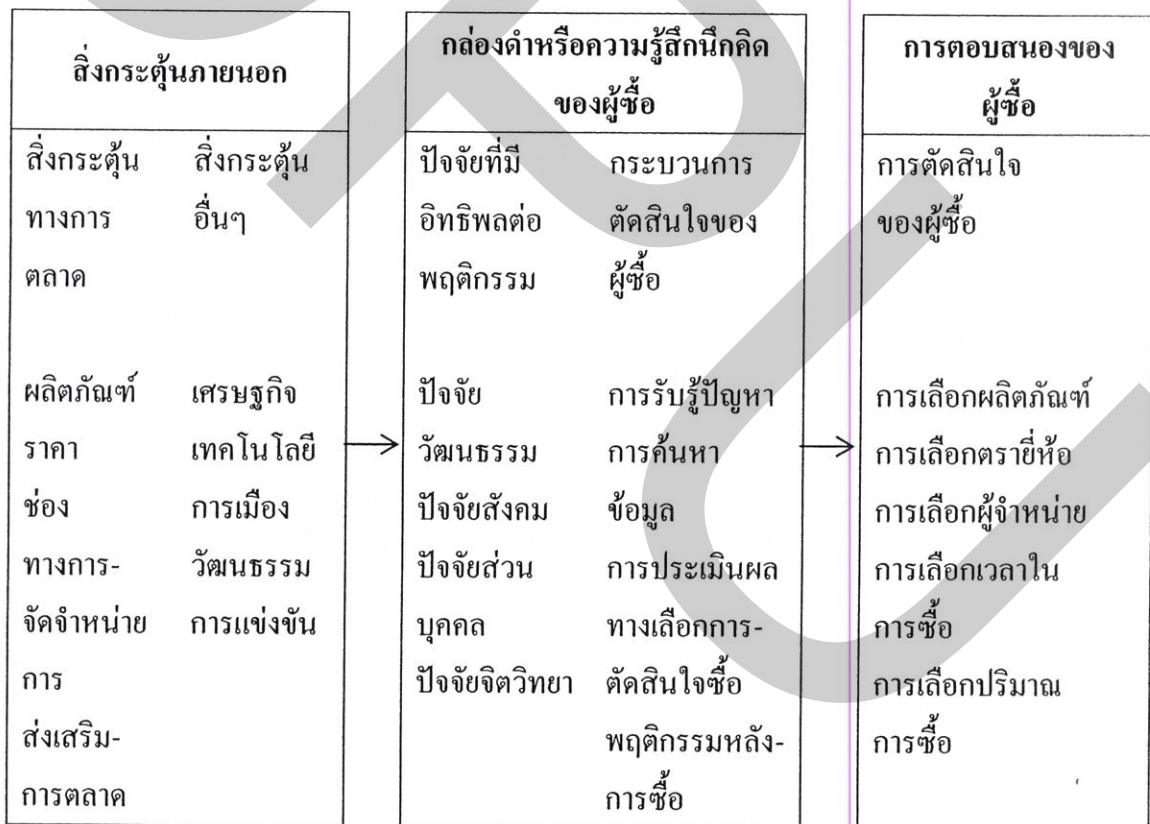 สิ่งกระตุ้นภายนอก
สิ่งกระตุ้น
ทางการ
ตลาด
สิ่งกระตุ้น
อื่นๆ
ผลิตภัณฑ์
ราคา
ช่อง
ทางการ-
จัดจำหน่าย
การ
ส่งเสริม-
การตลาด
เศรษฐกิจ
เทคโนโลยี
การเมือง
วัฒนธรรม
การแข่งขัน
กล่องดำหรือความรู้สึกนึกคิด
ของผู้ซื้อ
ปัจจัยที่มี
อิทธิพลต่อ
พฤติกรรม
กระบวนการ
ตัดสินใจของ
ผู้ซื้อ
ปัจจัย
วัฒนธรรม
ปัจจัยสังคม
ปัจจัยส่วน
บุคคล
ปัจจัยจิตวิทยา
การรับรู้ปัญหา
การค้นหา
ข้อมูล
การประเมินผล
ทางเลือกการ-
ตัดสินใจซื้อ
พฤติกรรมหลัง-
การซื้อ
การตอบสนองของ
ผู้ซื้อ
การตัดสินใจ
ของผู้ซื้อ
การเลือกผลิตภัณฑ์
การเลือกตรายี่ห้อ
การเลือกผู้จำหน่าย
การเลือกเวลาใน
การซื้อ
การเลือกปริมาณ
การซื้อ